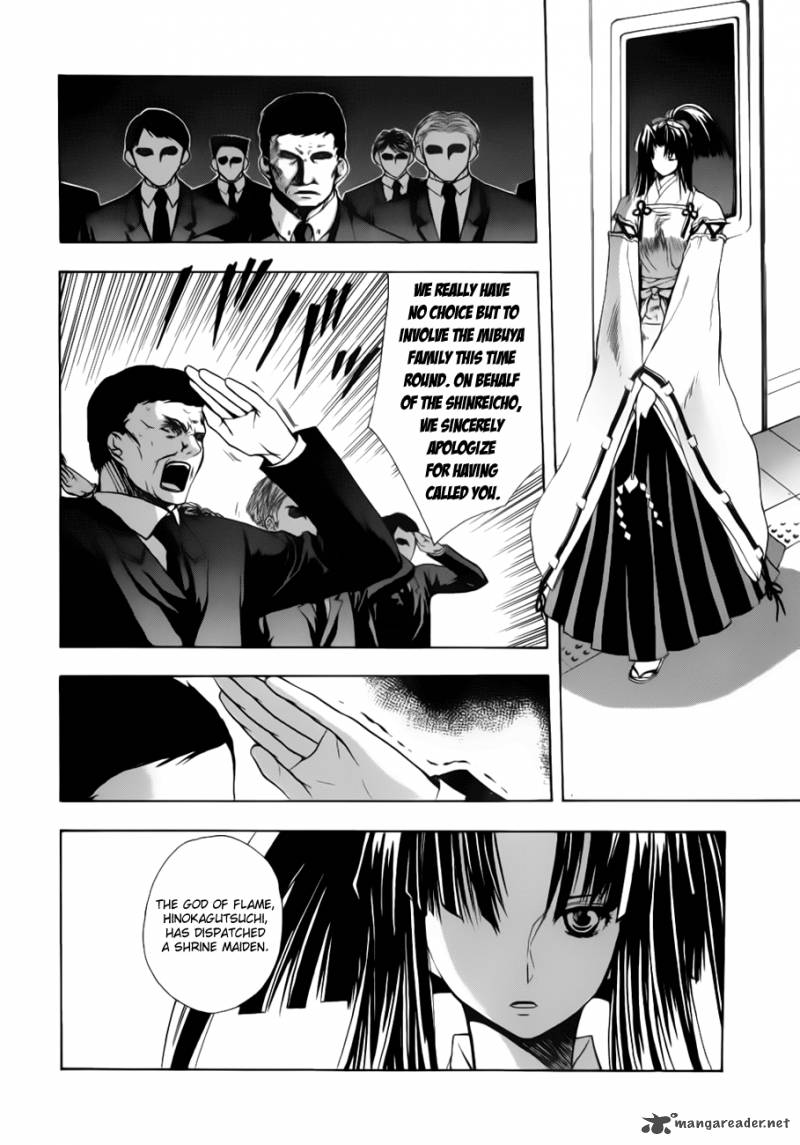 WE REALLY HAVE
NO CHOICE BUT TO
INVOLVE THE MIBUYA
FAMILY THIS TIME
ROUND. ON BEHALF
OF THE SHINREICHO,
WE SINCERELY
APOLOGIZE
FOR HAVING
CALLED YOU.
THE GOD OF FLAME,
HINOKAGUTSUCHI,
HAS DISPATCHED
A SHRINE MAIDEN.
mangareader.net